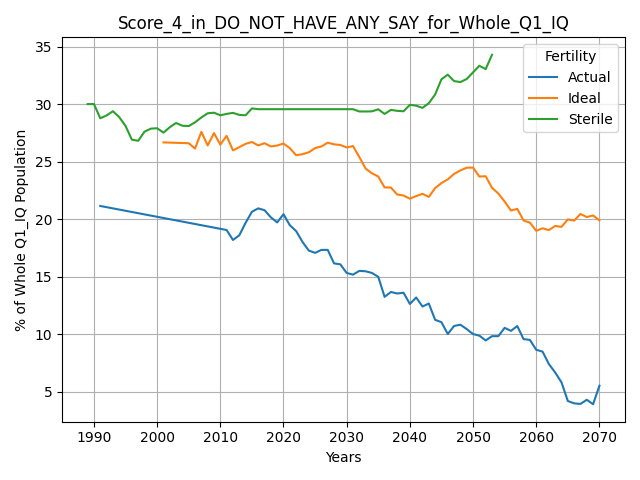 Score_4_in_DO_NOT_HAVE_ANY_SAY_for_Whole_Q1_IQ
% of Whole Q1_IQ Population
35
30
25
20
15
10
5
Fertility
Actual
Ideal
Sterile
1990 2000 2010 2020 2030 2040 2050 2060 2070
Years